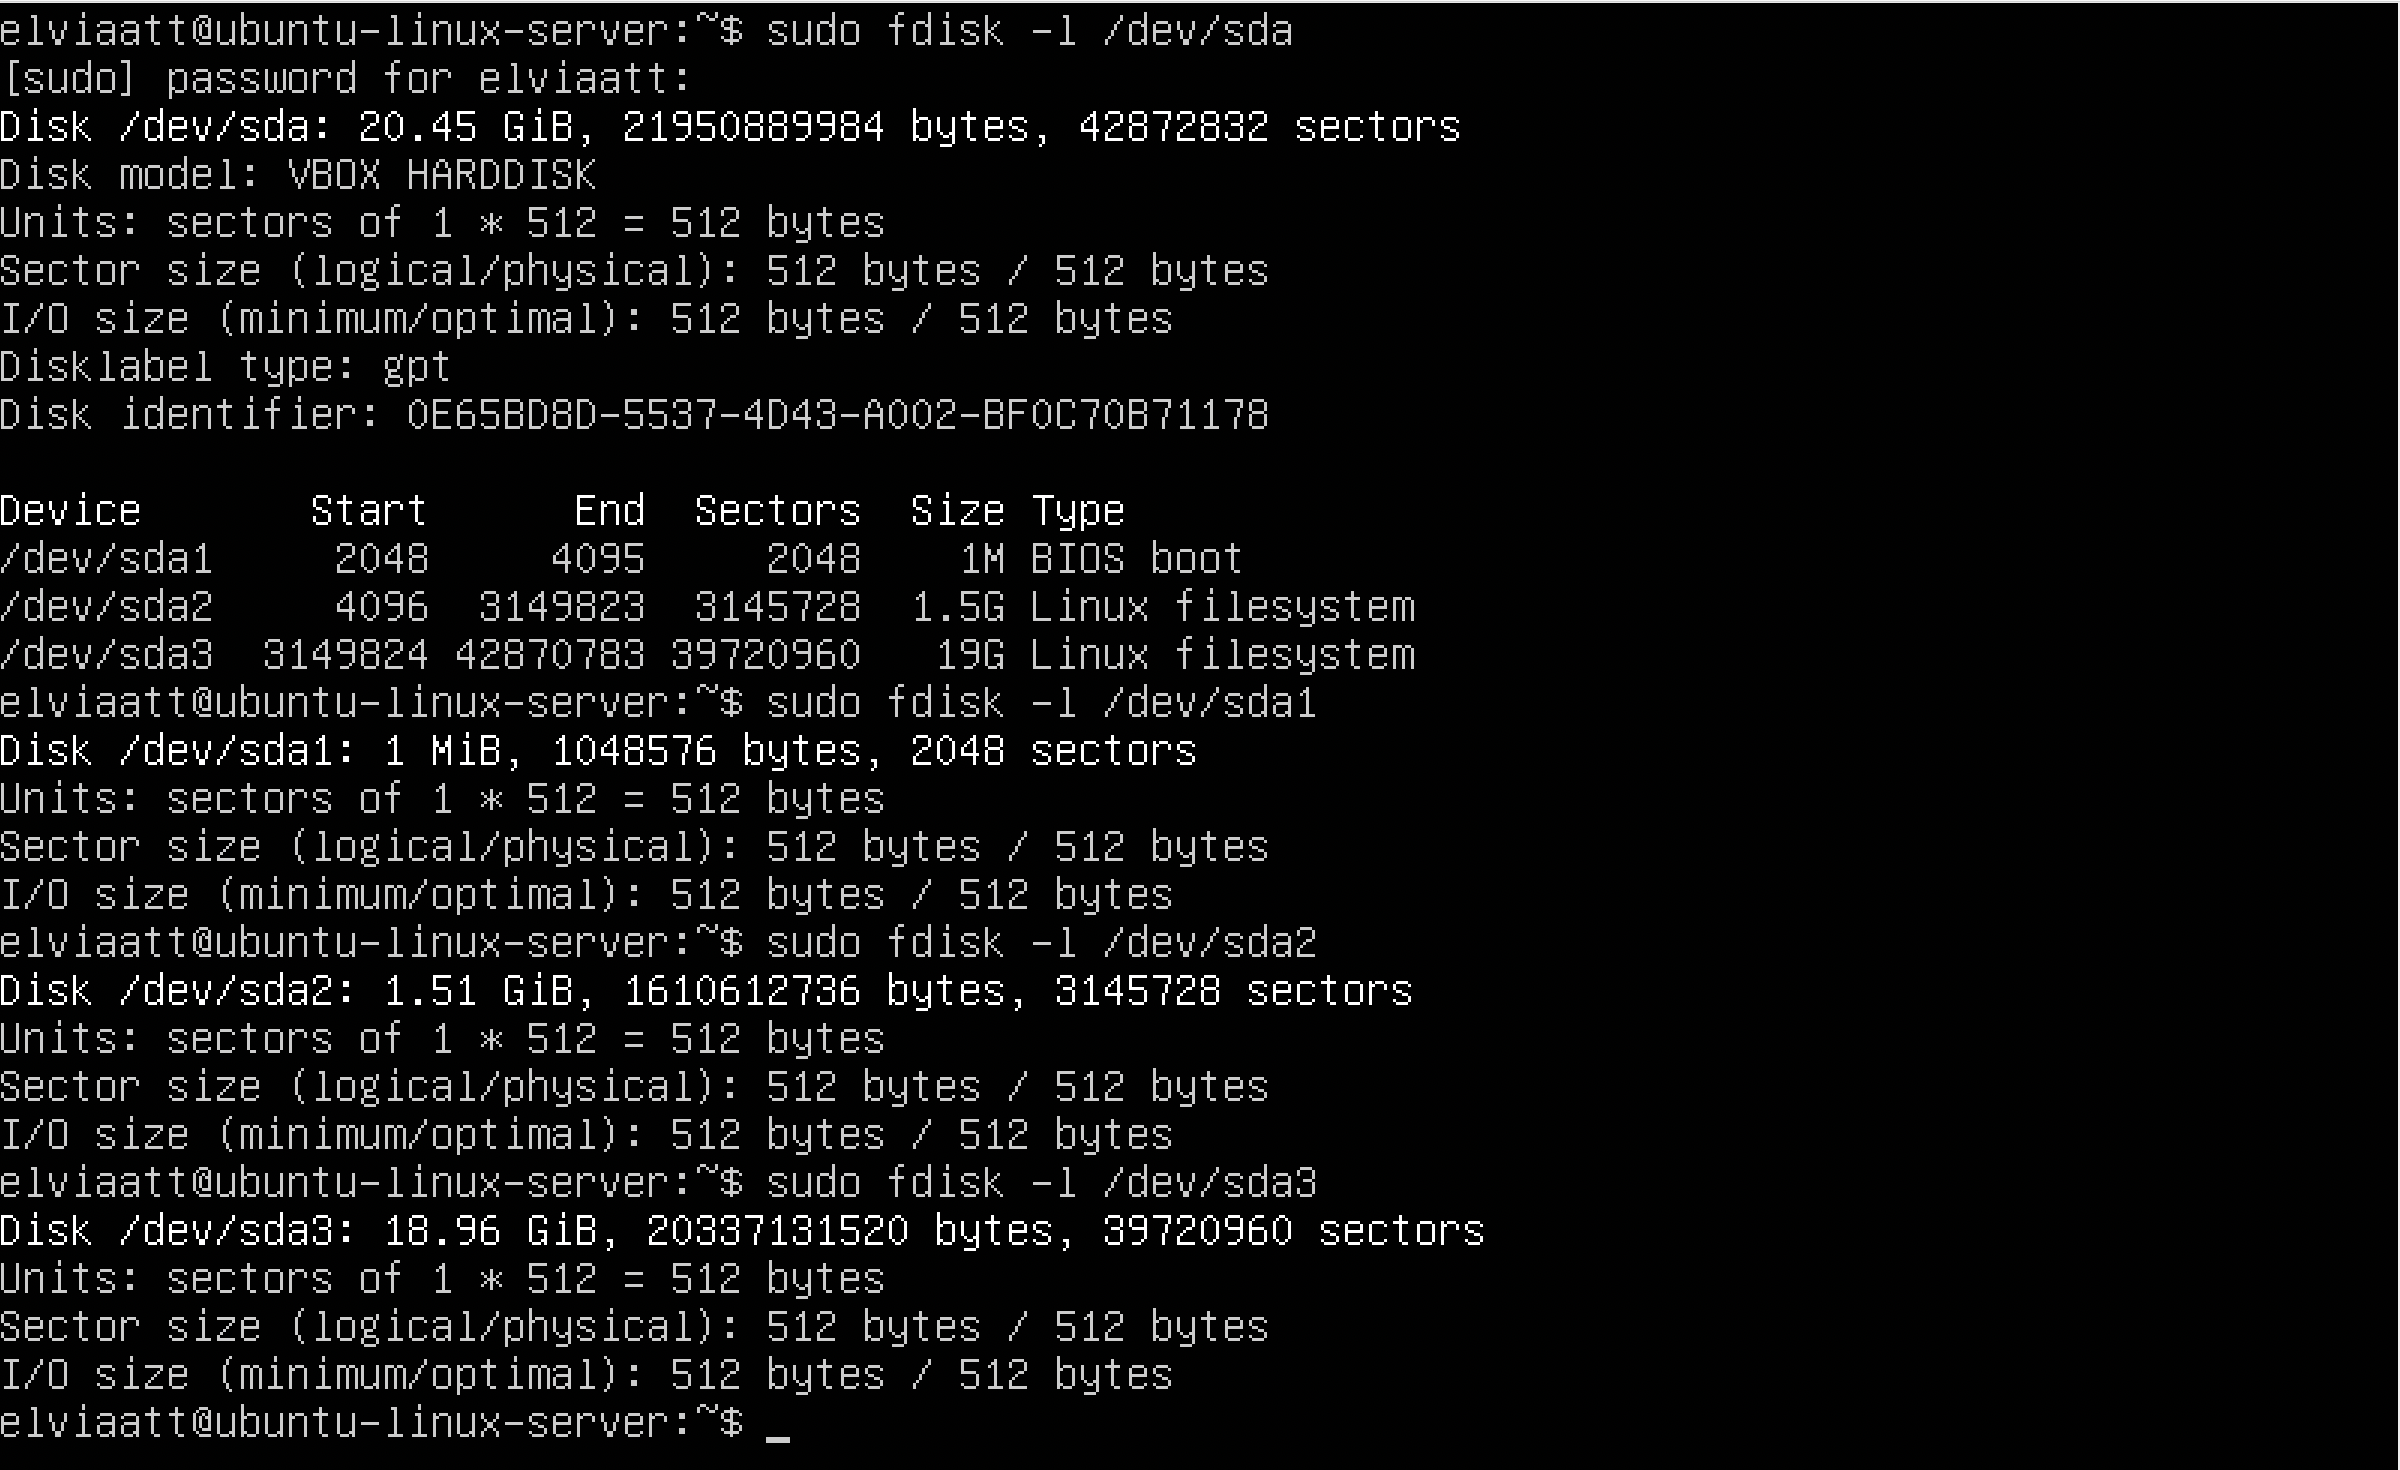 elviaatt@ubuntu-linux-server:~$ sudo fdisk -l /dev/sda
[sudo] password for elviaatt:
Disk /dev/sda: 20.45 GiB, 21950889984 bytes, 42872832 sectors
Disk model: VBOX HARDDISK
Units: sectors of 1 * 512 = 512 bytes
Sector size (logical/physical): 512 bytes / 512 bytes
I/O size (minimum/optimal): 512 bytes / 512 bytes
Disklabel type: gpt
Disk identifier: 0E65BD8D-5537-4D43-A002-BF0C70B71178

Device       Start      End  Sectors  Size Type
/dev/sda1     2048     4095     2048    1M BIOS boot
/dev/sda2     4096  3149823  3145728  1.5G Linux filesystem
/dev/sda3  3149824 42870783 39720960   19G Linux filesystem
elviaatt@ubuntu-linux-server:~$ sudo fdisk -l /dev/sda1
Disk /dev/sda1: 1 MiB, 1048576 bytes, 2048 sectors
Units: sectors of 1 * 512 = 512 bytes
Sector size (logical/physical): 512 bytes / 512 bytes
I/O size (minimum/optimal): 512 bytes / 512 bytes
elviaatt@ubuntu-linux-server:~$ sudo fdisk -l /dev/sda2
Disk /dev/sda2: 1.51 GiB, 1610612736 bytes, 3145728 sectors
Units: sectors of 1 * 512 = 512 bytes
Sector size (logical/physical): 512 bytes / 512 bytes
I/O size (minimum/optimal): 512 bytes / 512 bytes
elviaatt@ubuntu-linux-server:~$ sudo fdisk -l /dev/sda3
Disk /dev/sda3: 18.96 GiB, 20337131520 bytes, 39720960 sectors
Units: sectors of 1 * 512 = 512 bytes
Sector size (logical/physical): 512 bytes / 512 bytes
I/O size (minimum/optimal): 512 bytes / 512 bytes
elviaatt@ubuntu-linux-server:~$ _